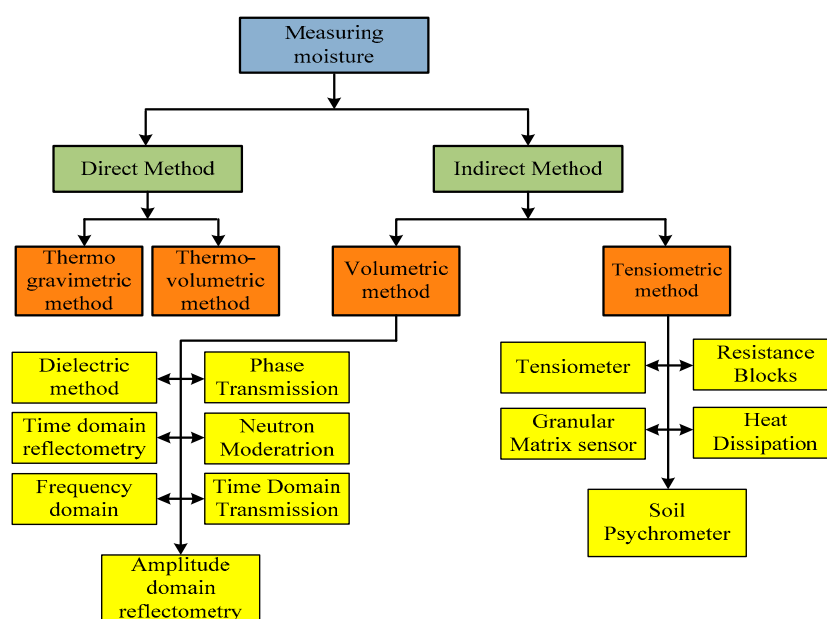 Measuring
moisture
Direct Method
Indirect Method
Thermo
gravimetric
method
Thermo-
volumetric
method
Volumetric
method
Tensiometric
method
Dielectric
method
Phase
Transmission
Time domain
reflectometry
Neutron
Moderatrion
Frequency
domain
Time Domain
Transmission
Amplitude
domain
reflectometry
Tensiometer
Resistance
Blocks
Granular
Matrix sensor
Heat
Dissipation
Soil
Psychrometer